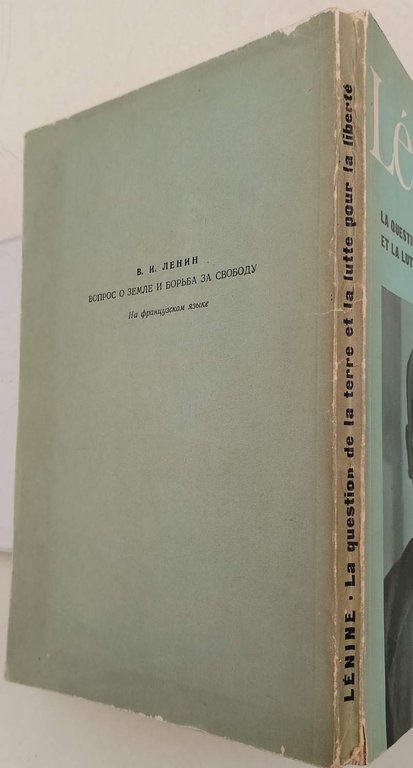 В. И. ЛЕНИН
ВОПРОС О ЗЕМЛЕ И БОРЬБА ЗА СВОБОДУ
На французском языке
LÉNINE · La question de la terre et la lutte pour la liberté
Lé
LA QUESTI
ET LA LUT